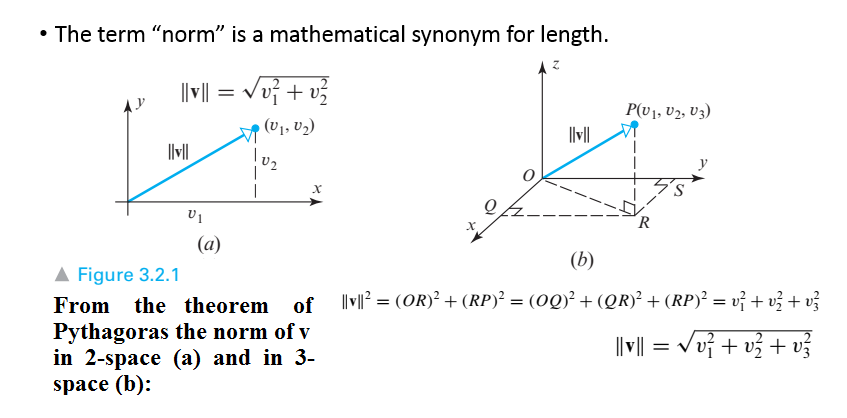 • The term “norm” is a mathematical synonym for length.
‖v‖ = √(v₁² + v₂²)
y
(v₁, v₂)
‖v‖
v₂
x
v₁
(a)
z
P(v₁, v₂, v₃)
‖v‖
y
O
S
Q
R
x
(b)
▲ Figure 3.2.1
From the theorem of
Pythagoras the norm of v
in 2-space (a) and in 3-
space (b):
‖v‖² = (OR)² + (RP)² = (OQ)² + (QR)² + (RP)² = v₁² + v₂² + v₃²
‖v‖ = √(v₁² + v₂² + v₃²)